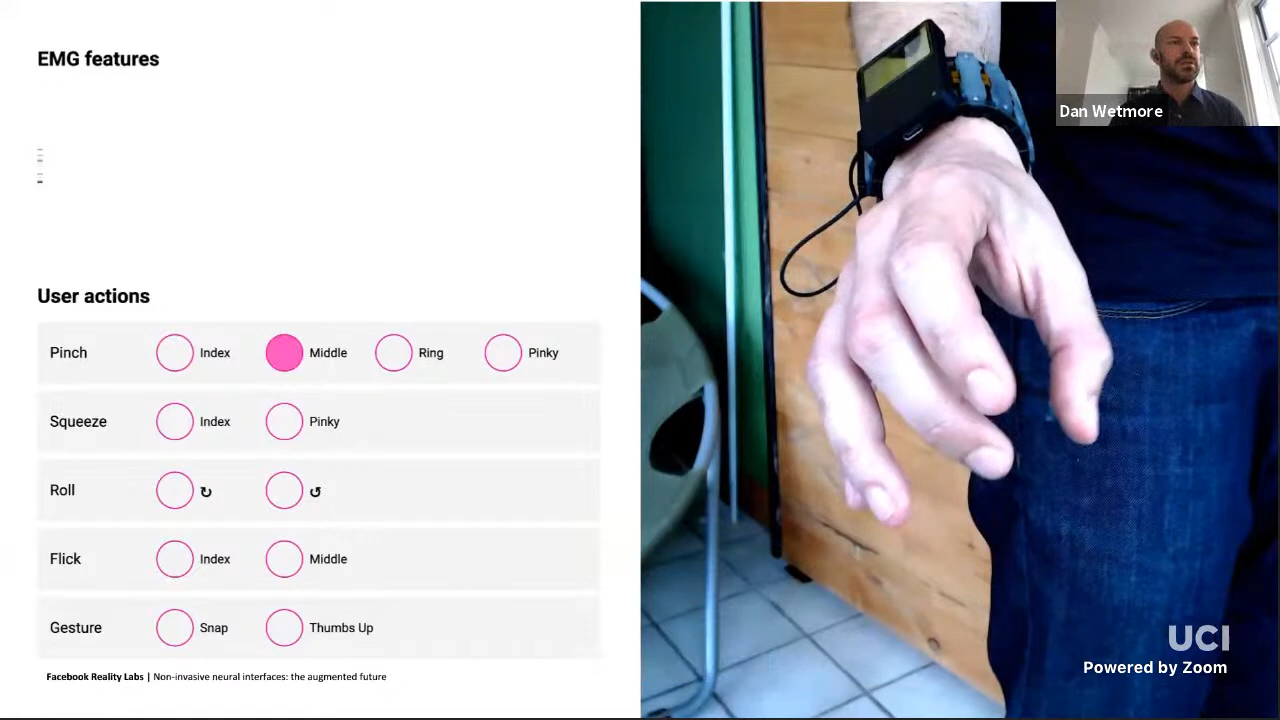 EMG features
User actions
Pinch Index Middle Ring Pinky
Squeeze Index Pinky
Roll ↻ ↺
Flick Index Middle
Gesture Snap Thumbs Up
Facebook Reality Labs | Non-invasive neural interfaces: the augmented future
Dan Wetmore
UCI
Powered by Zoom